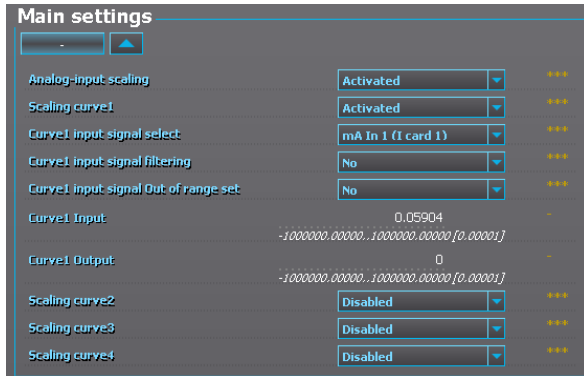 Main settings
-
Analog-input scaling Activated ***
Scaling curve1 Activated ***
Curve1 input signal select mA In 1 (I card 1) ***
Curve1 input signal filtering No ***
Curve1 input signal Out of range set No ***
Curve1 Input 0.05904 -
-1000000.00000..1000000.00000 [0.00001]
Curve1 Output 0 -
-1000000.00000..1000000.00000 [0.00001]
Scaling curve2 Disabled ***
Scaling curve3 Disabled ***
Scaling curve4 Disabled ***